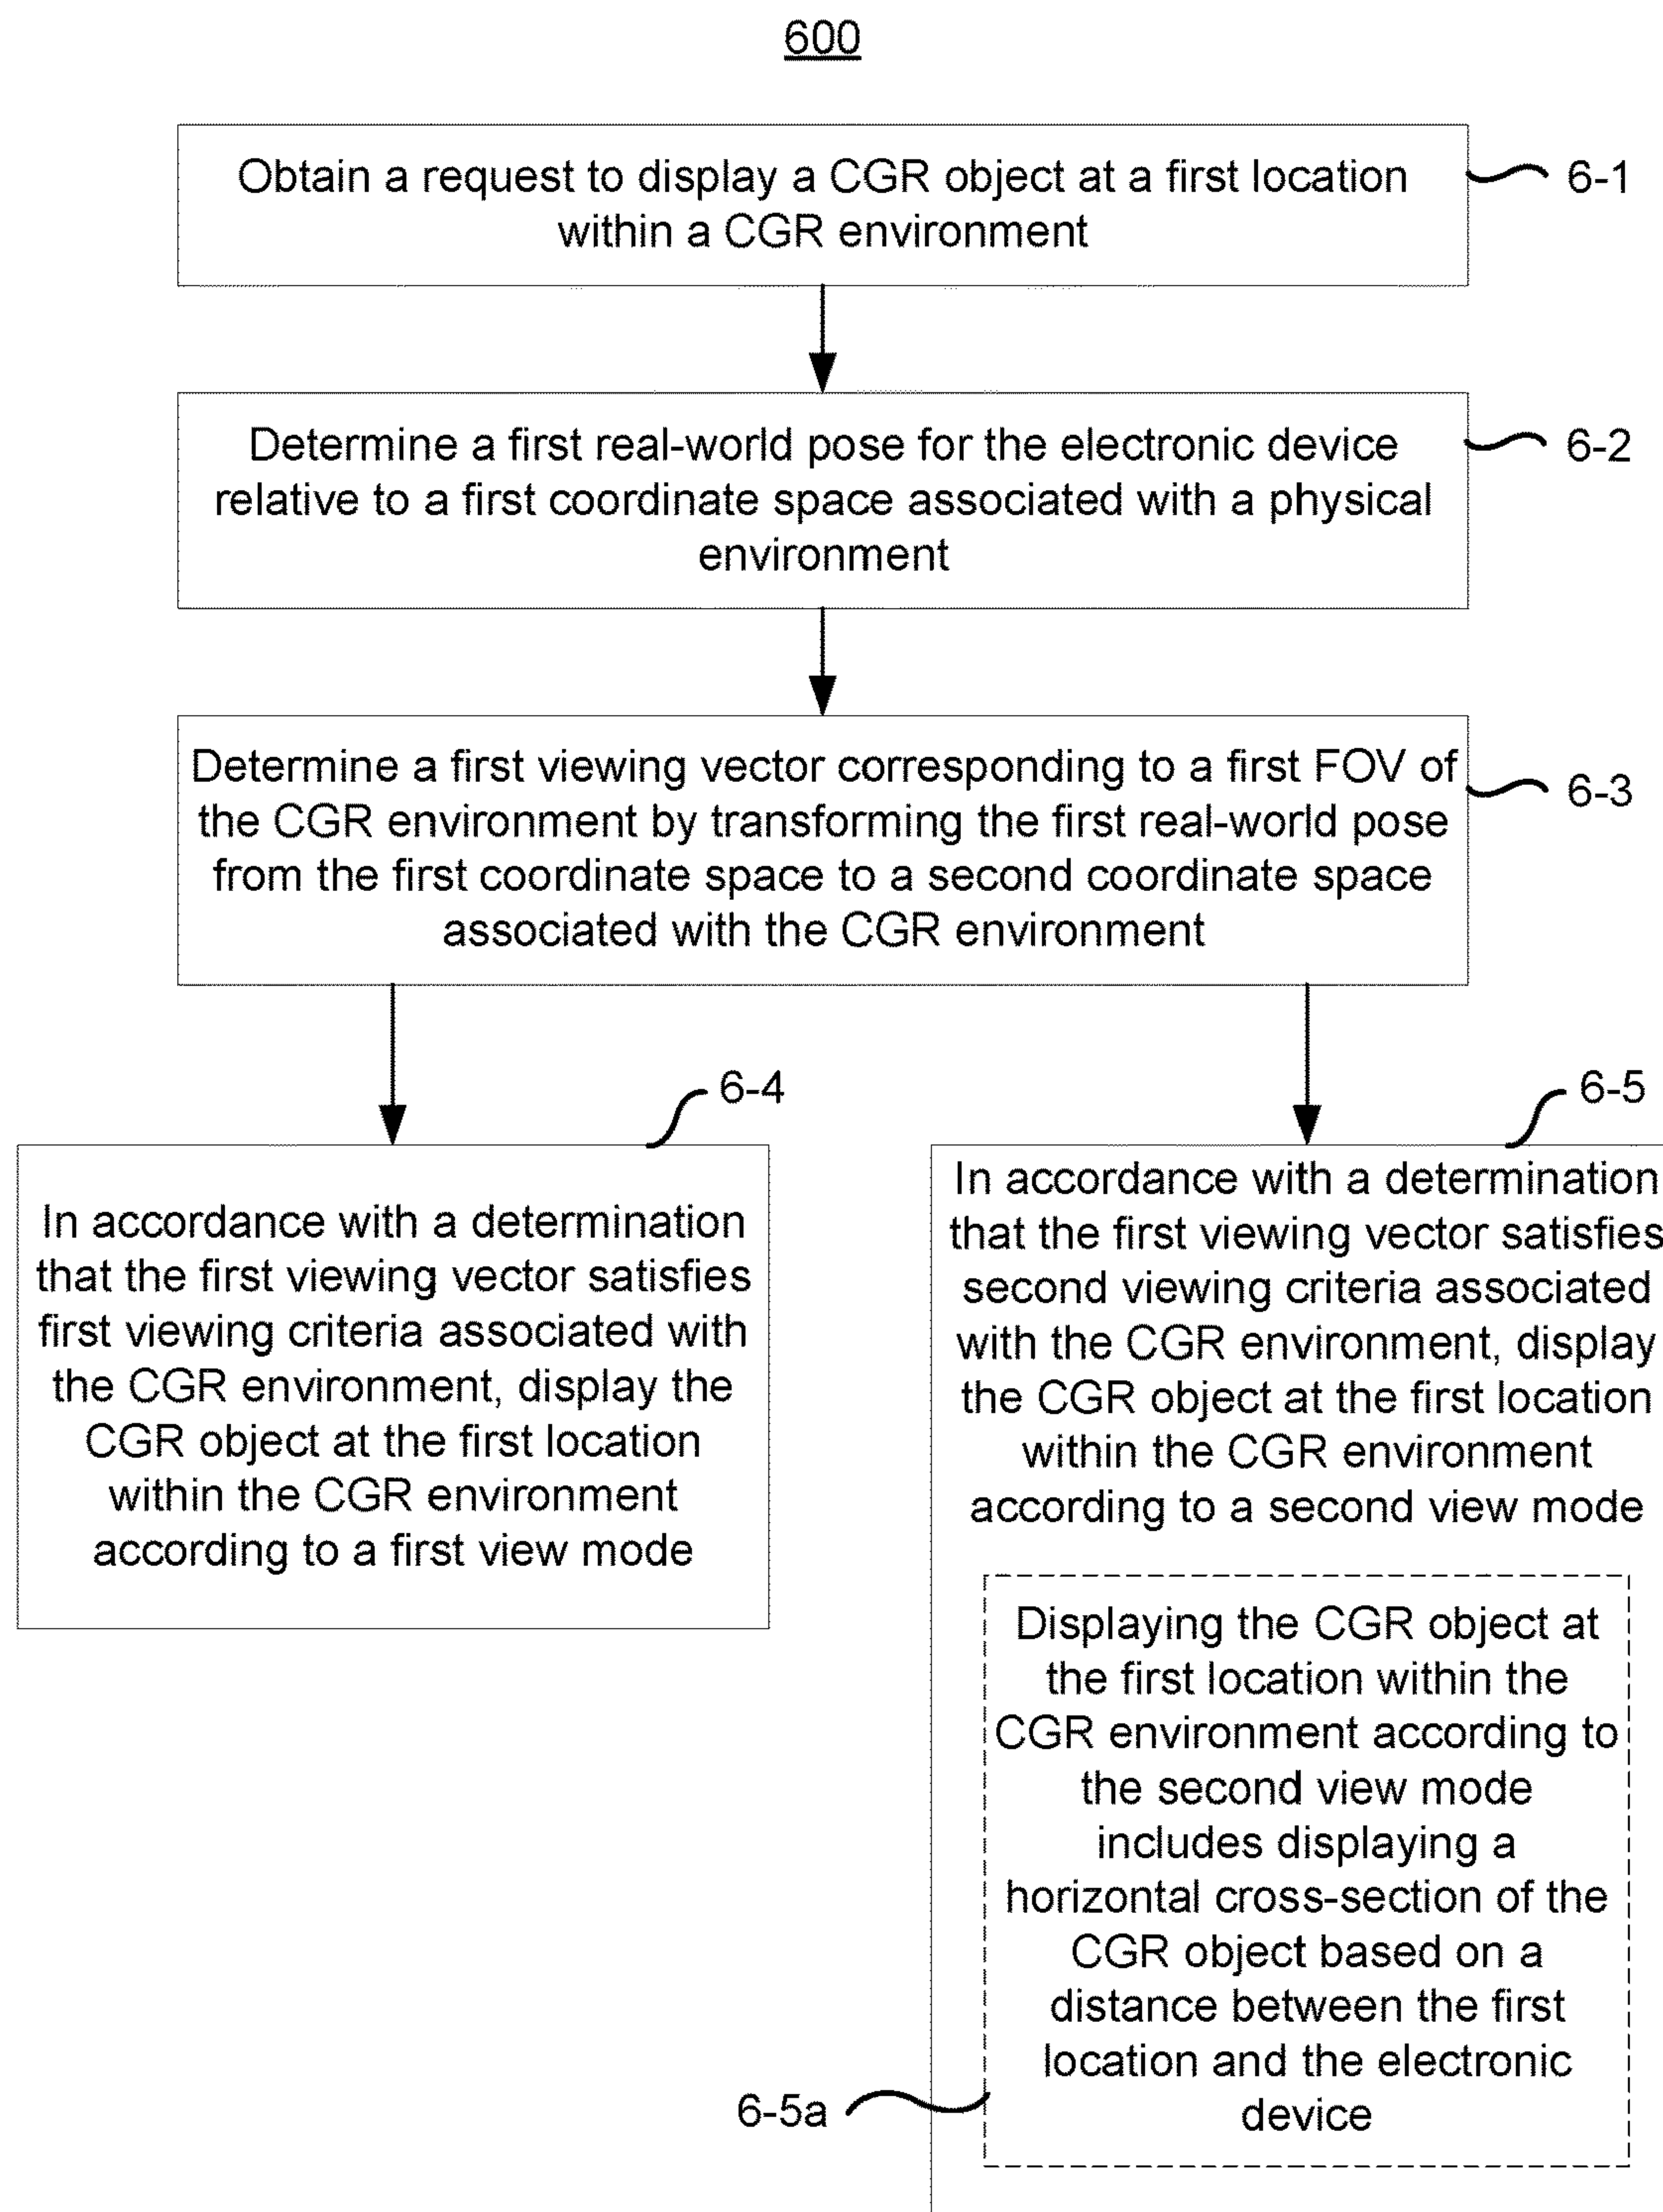 600
Obtain a request to display a CGR object at a first location
within a CGR environment
6-1
Determine a first real-world pose for the electronic device
relative to a first coordinate space associated with a physical
environment
6-2
Determine a first viewing vector corresponding to a first FOV of
the CGR environment by transforming the first real-world pose
from the first coordinate space to a second coordinate space
associated with the CGR environment
6-3
6-4
In accordance with a determination
that the first viewing vector satisfies
first viewing criteria associated with
the CGR environment, display the
CGR object at the first location
within the CGR environment
according to a first view mode
6-5
In accordance with a determination
that the first viewing vector satisfies
second viewing criteria associated
with the CGR environment, display
the CGR object at the first location
within the CGR environment
according to a second view mode
Displaying the CGR object at
the first location within the
CGR environment according to
the second view mode
includes displaying a
horizontal cross-section of the
CGR object based on a
distance between the first
location and the electronic
device
6-5a